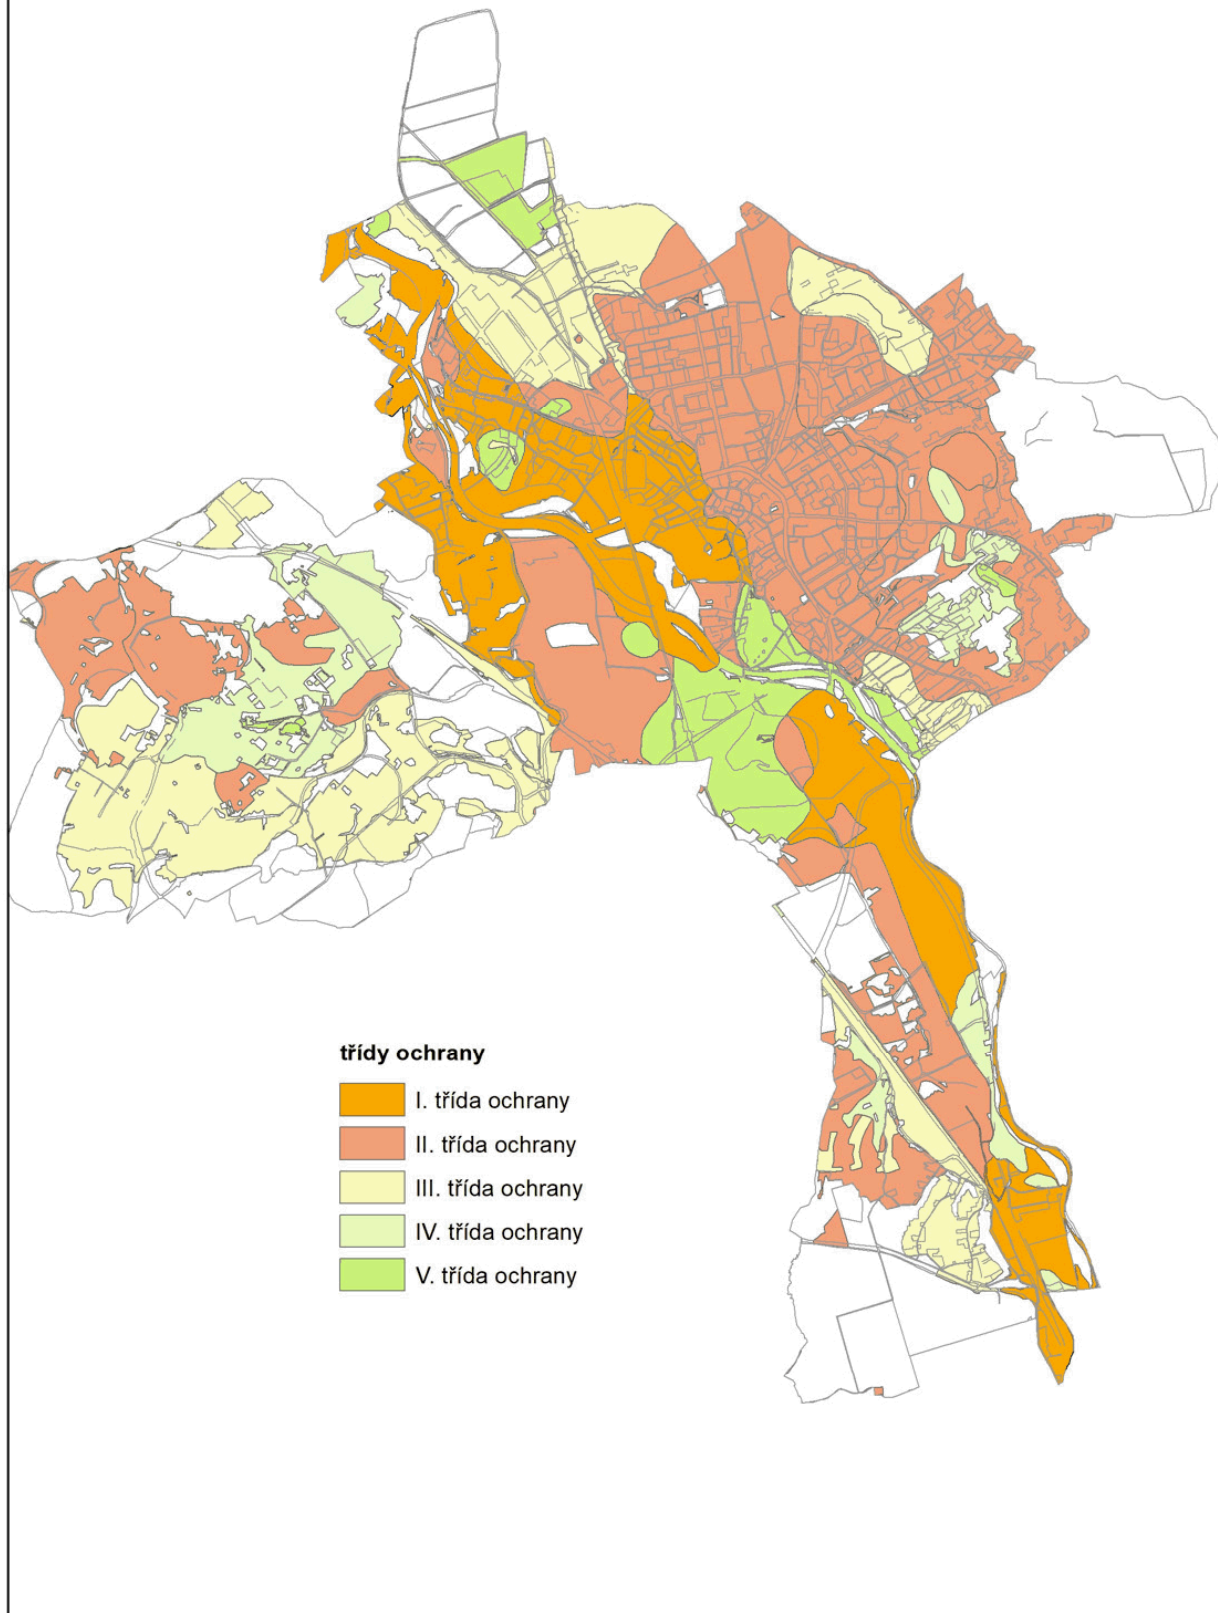 třídy ochrany
I. třída ochrany
II. třída ochrany
III. třída ochrany
IV. třída ochrany
V. třída ochrany